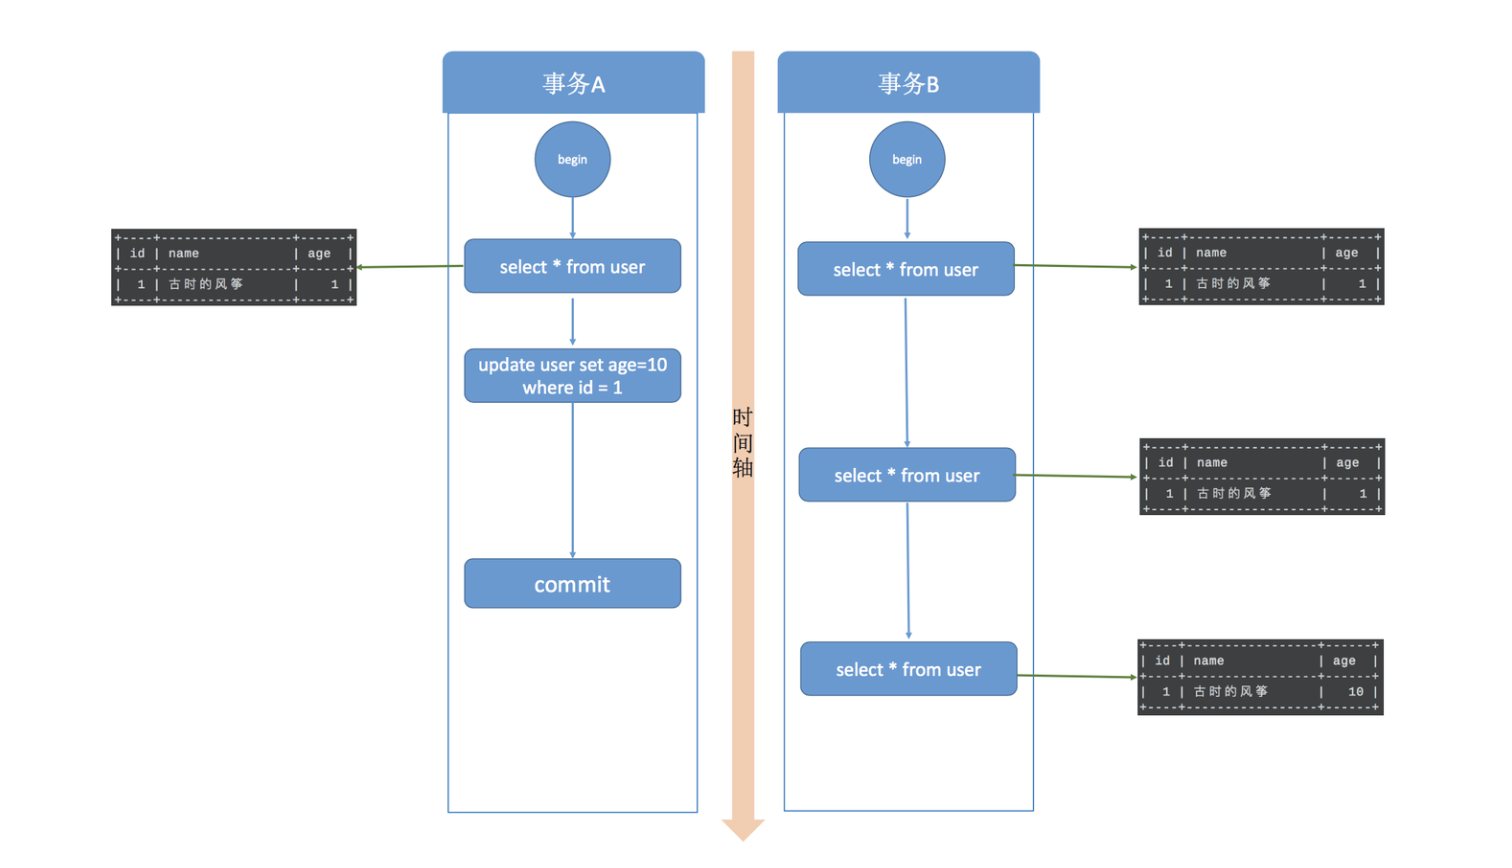 事务A
事务B
begin
begin
+----+-----------------+------+
| id | name | age |
+----+-----------------+------+
| 1 | 古时的风筝 | 1 |
+----+-----------------+------+
select * from user
select * from user
+----+-----------------+------+
| id | name | age |
+----+-----------------+------+
| 1 | 古时的风筝 | 1 |
+----+-----------------+------+
update user set age=10
where id = 1
时
间
轴
select * from user
+----+-----------------+------+
| id | name | age |
+----+-----------------+------+
| 1 | 古时的风筝 | 1 |
+----+-----------------+------+
commit
select * from user
+----+-----------------+------+
| id | name | age |
+----+-----------------+------+
| 1 | 古时的风筝 | 10 |
+----+-----------------+------+